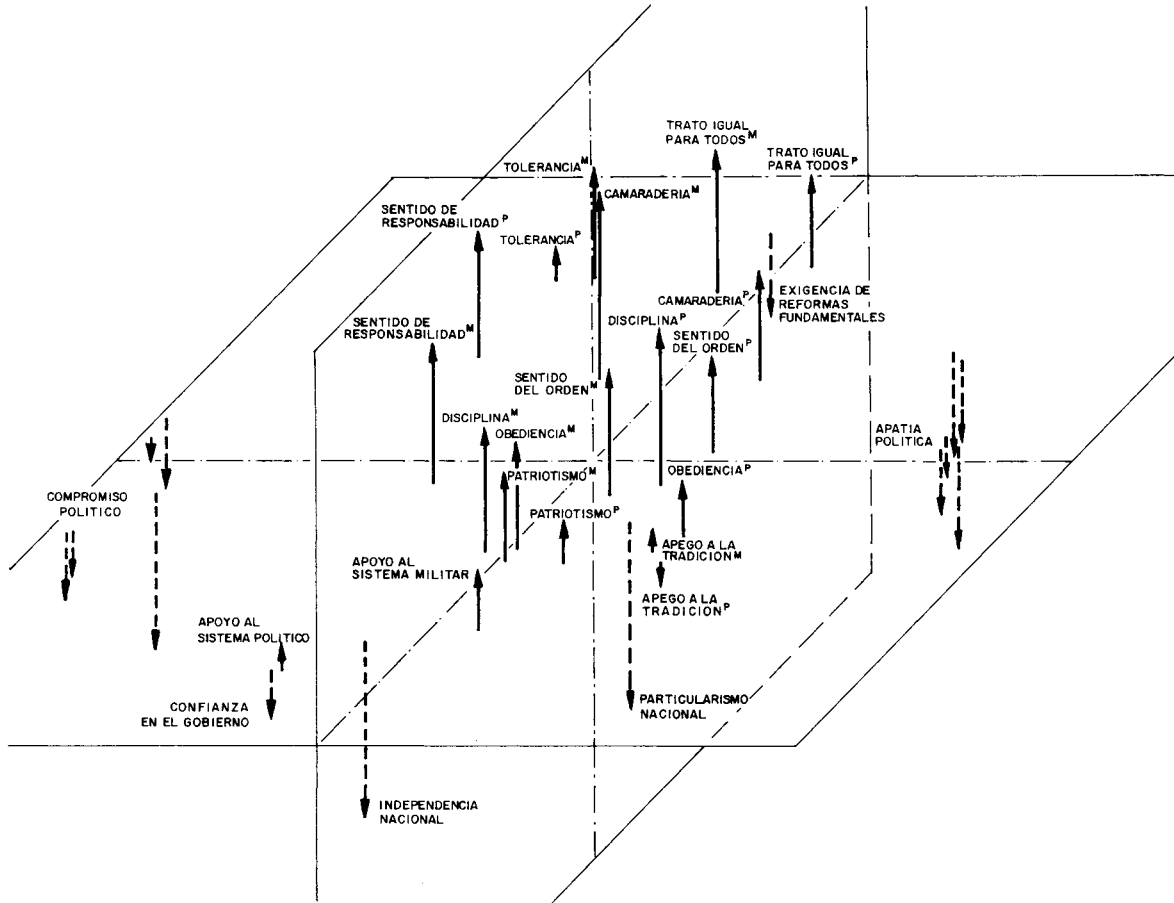 TRATO IGUAL
PARA TODOS^M
TRATO IGUAL
PARA TODOS^P
TOLERANCIA^M
CAMARADERIA^M
SENTIDO DE
RESPONSABILIDAD^P
TOLERANCIA^P
EXIGENCIA DE
REFORMAS
FUNDAMENTALES
CAMARADERIA^P
DISCIPLINA^P
SENTIDO
DEL ORDEN^P
SENTIDO DE
RESPONSABILIDAD^M
SENTIDO
DEL ORDEN^M
DISCIPLINA^M
OBEDIENCIA^M
APATIA
POLITICA
PATRIOTISMO^M
OBEDIENCIA^P
COMPROMISO
POLITICO
PATRIOTISMO^P
APOYO AL
SISTEMA MILITAR
APEGO A LA
TRADICION^M
APEGO A LA
TRADICION^P
APOYO AL
SISTEMA POLITICO
CONFIANZA
EN EL GOBIERNO
PARTICULARISMO
NACIONAL
INDEPENDENCIA
NACIONAL